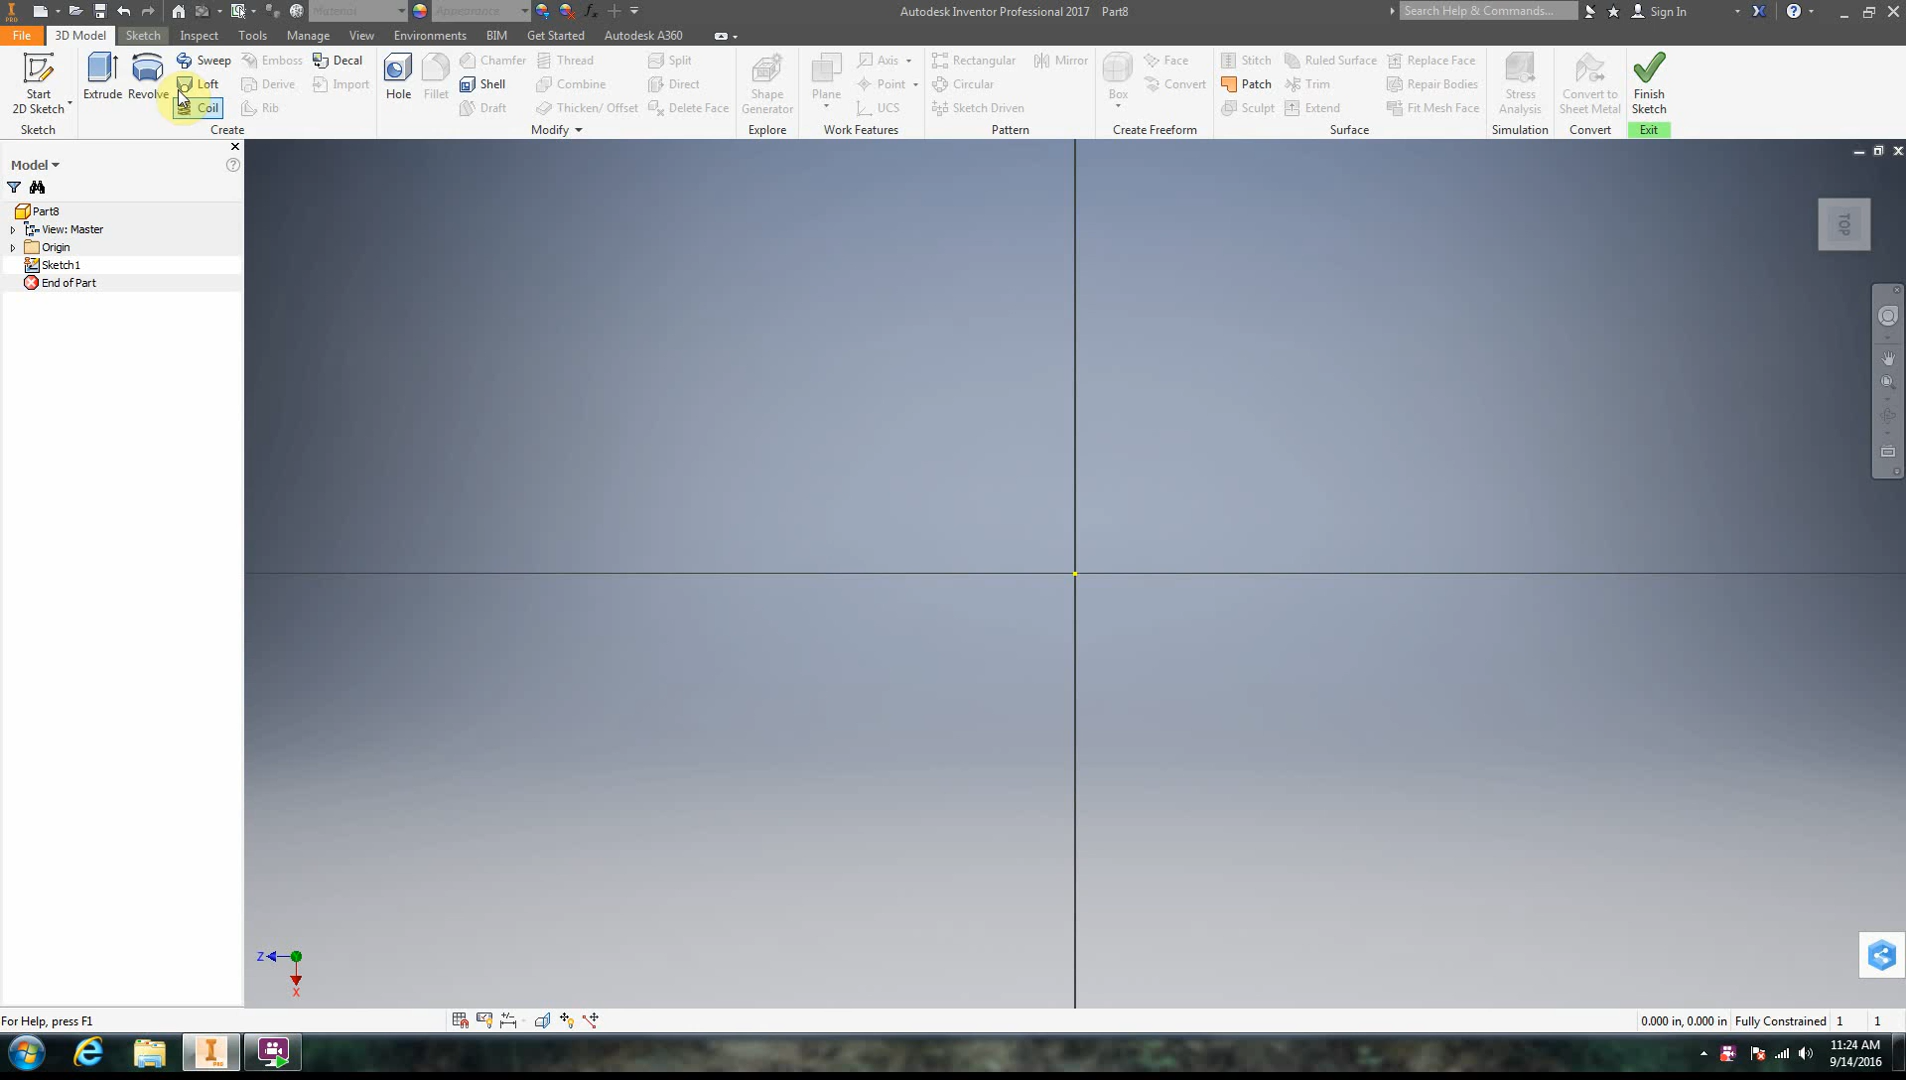 PRO Material Appearance fx Autodesk Inventor Professional 2017 Part8 Search Help & Commands... Sign In
File 3D Model Sketch Inspect Tools Manage View Environments BIM Get Started Autodesk A360
Sweep Emboss Decal Chamfer Thread Split Axis Rectangular Mirror Face Stitch Ruled Surface Replace Face
Start 2D Sketch Extrude Revolve Loft Derive Import Hole Fillet Shell Combine Direct Shape Generator Plane Point Circular Box Convert Patch Trim Repair Bodies Stress Analysis Convert to Sheet Metal Finish Sketch
Coil Rib Draft Thicken/ Offset Delete Face UCS Sketch Driven Sculpt Extend Fit Mesh Face
Sketch Create Modify Explore Work Features Pattern Create Freeform Surface Simulation Convert Exit
Model
Part8
View: Master
Origin
Sketch1
End of Part
TOP
Z
X
For Help, press F1 0.000 in, 0.000 in Fully Constrained 1 1
11:24 AM
9/14/2016